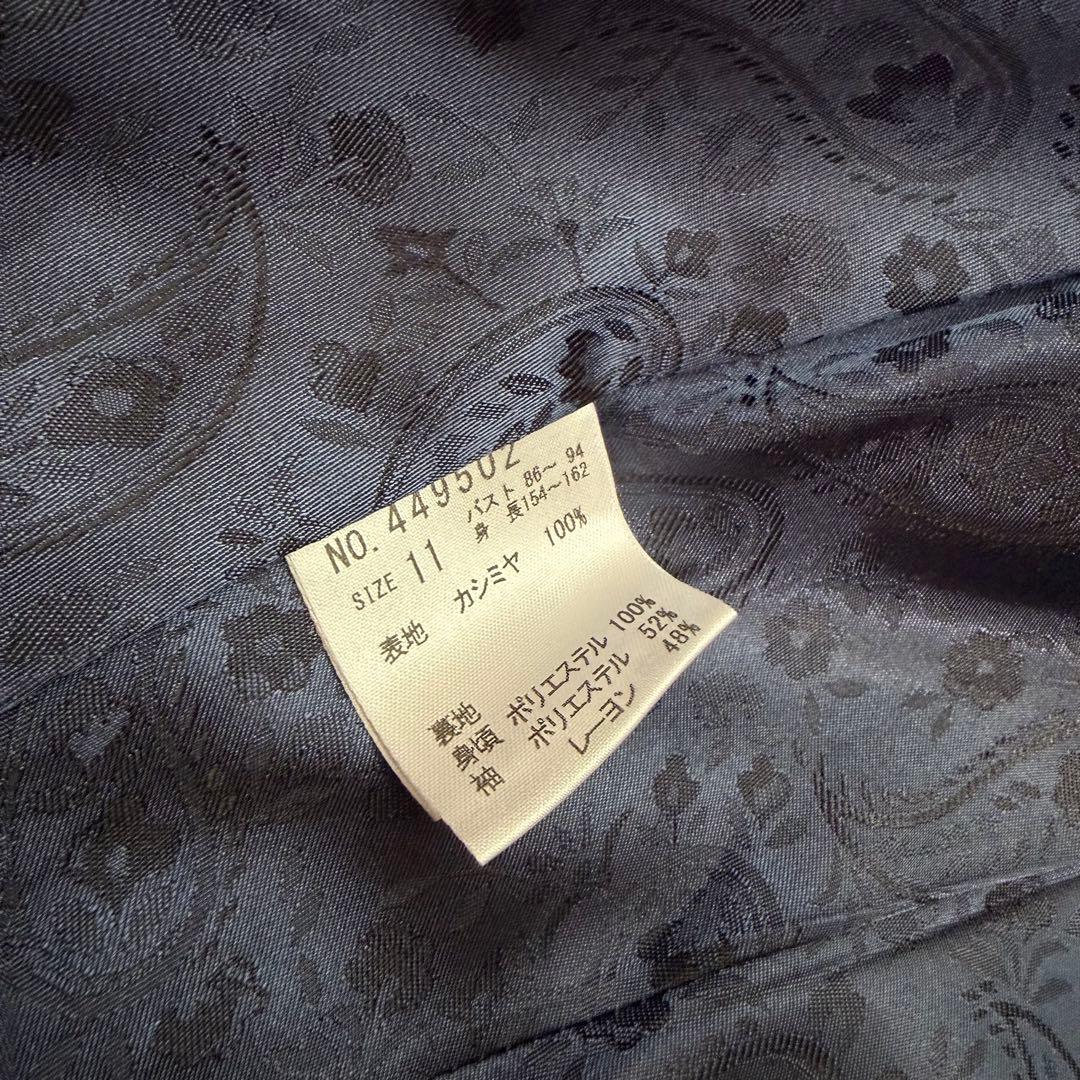 NO. 449502
SIZE 11 バスト 86〜 94
身 長154〜162
表地 カシミヤ 100%
裏地
身頃 ポリエステル 100%
袖 ポリエステル 52%
レーヨン 48%